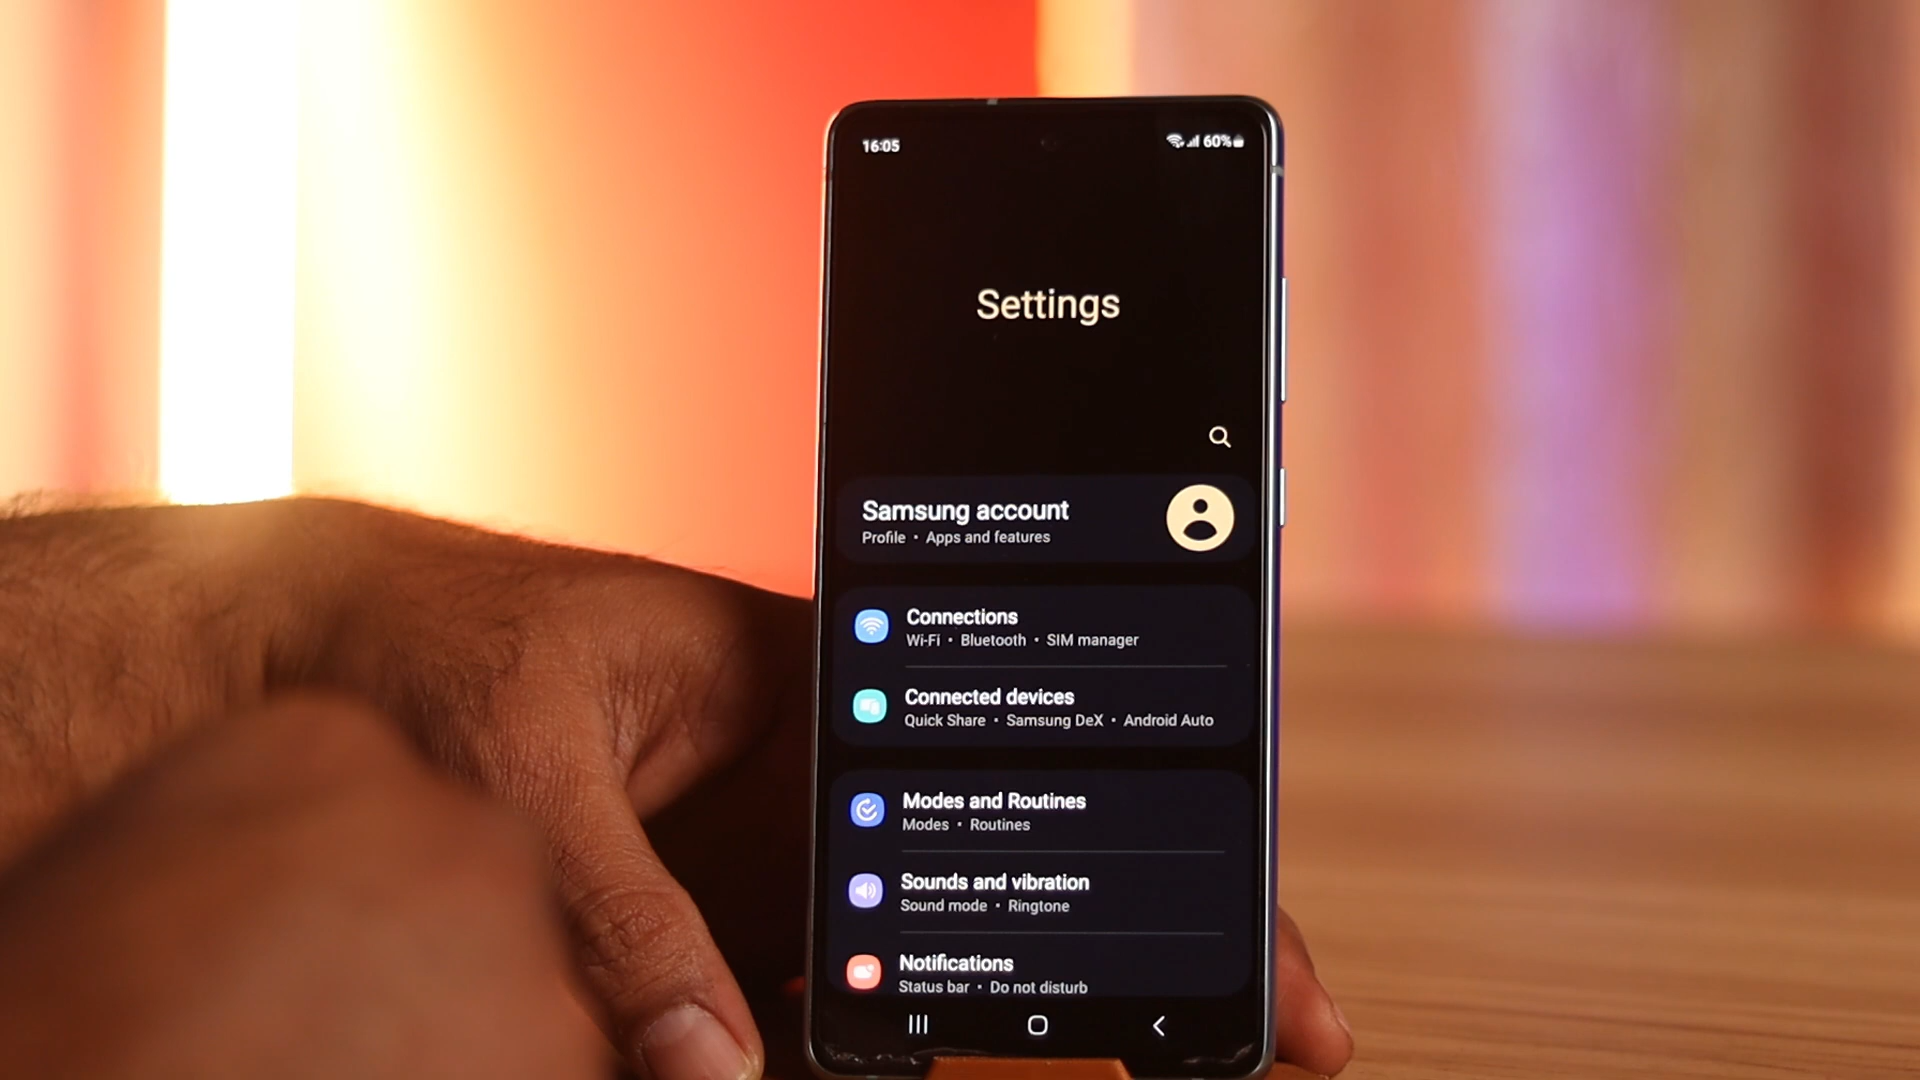 16:05 60%
Settings
Samsung account
Profile • Apps and features
Connections
Wi-Fi • Bluetooth • SIM manager
Connected devices
Quick Share • Samsung DeX • Android Auto
Modes and Routines
Modes • Routines
Sounds and vibration
Sound mode • Ringtone
Notifications
Status bar • Do not disturb